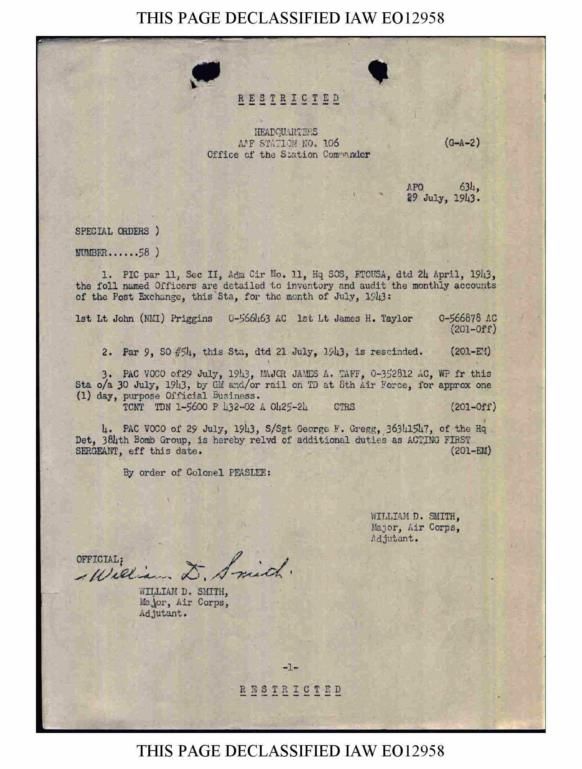 THIS PAGE DECLASSIFIED IAW EO12958
RESTRICTED
HEADQUARTERS
AAF STATION NO. 106 (G-A-2)
Office of the Station Commander
APO 634,
29 July, 1943.
SPECIAL ORDERS )
NUMBER......58 )
1. PIC par 11, Sec II, Adm Cir No. 11, Hq SOS, ETOUSA, dtd 24 April, 1943,
the foll named Officers are detailed to inventory and audit the monthly accounts
of the Post Exchange, this Sta, for the month of July, 1943:
1st Lt John (NMI) Priggins O-566463 AC 1st Lt James H. Taylor O-566878 AC
(201-Off)
2. Par 9, SO #54, this Sta, dtd 21 July, 1943, is rescinded. (201-EM)
3. PAC VOCO of29 July, 1943, MAJOR JAMES A. TAFF, O-352812 AC, WP fr this
Sta o/a 30 July, 1943, by GM and/or rail on TD at 8th Air Force, for approx one
(1) day, purpose Official Business.
TCNT TDN 1-5600 P 432-02 A 0425-24 CTRS (201-Off)
4. PAC VOCO of 29 July, 1943, S/Sgt George F. Gregg, 36341547, of the Hq
Det, 384th Bomb Group, is hereby relvd of additional duties as ACTING FIRST
SERGEANT, eff this date. (201-EM)
By order of Colonel PEASLEE:
WILLIAM D. SMITH,
Major, Air Corps,
Adjutant.
OFFICIAL:
William D. Smith.
WILLIAM D. SMITH,
Major, Air Corps,
Adjutant.
-1-
RESTRICTED
THIS PAGE DECLASSIFIED IAW EO12958